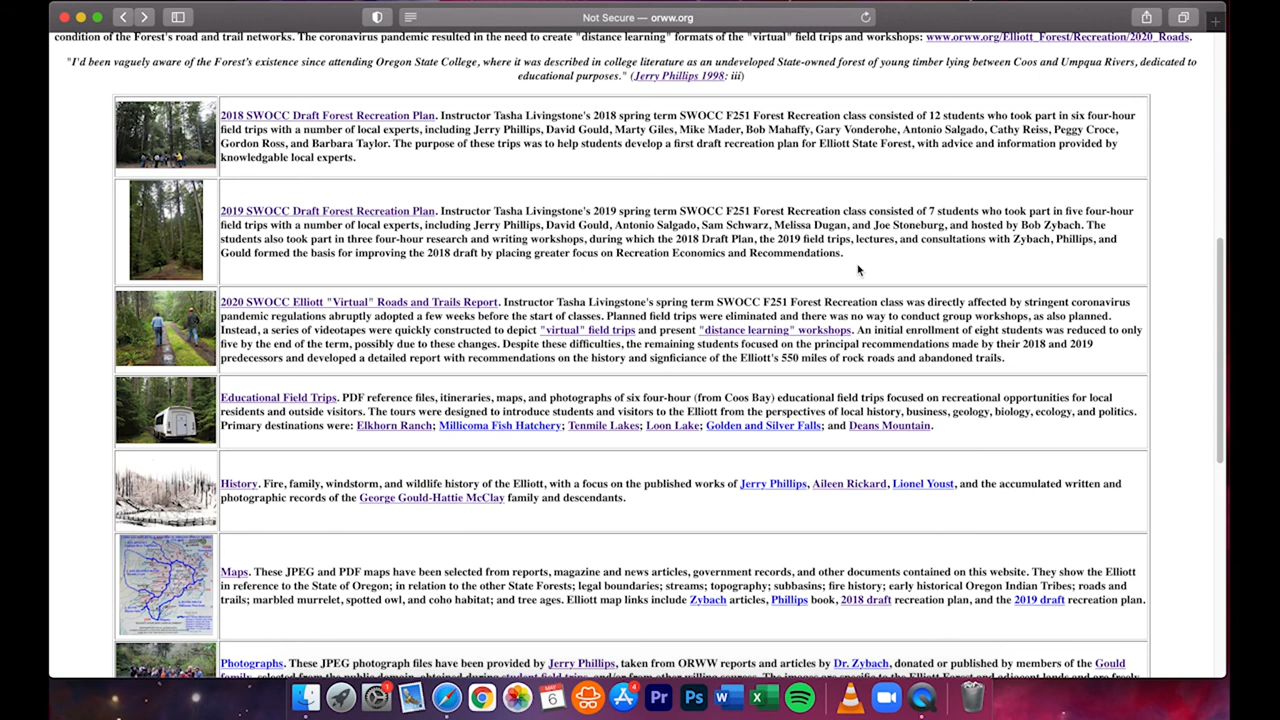 Not Secure — orww.org
condition of the Forest's road and trail networks. The coronavirus pandemic resulted in the need to create "distance learning" formats of the "virtual" field trips and workshops: www.orww.org/Elliott_Forest/Recreation/2020_Roads.
"I'd been vaguely aware of the Forest's existence since attending Oregon State College, where it was described in college literature as an undeveloped State-owned forest of young timber lying between Coos and Umpqua Rivers, dedicated to
educational purposes." (Jerry Phillips 1998: iii)
2018 SWOCC Draft Forest Recreation Plan. Instructor Tasha Livingstone's 2018 spring term SWOCC F251 Forest Recreation class consisted of 12 students who took part in six four-hour
field trips with a number of local experts, including Jerry Phillips, David Gould, Marty Giles, Mike Mader, Bob Mahaffy, Gary Vonderohe, Antonio Salgado, Cathy Reiss, Peggy Croce,
Gordon Ross, and Barbara Taylor. The purpose of these trips was to help students develop a first draft recreation plan for Elliott State Forest, with advice and information provided by
knowledgable local experts.
2019 SWOCC Draft Forest Recreation Plan. Instructor Tasha Livingstone's 2019 spring term SWOCC F251 Forest Recreation class consisted of 7 students who took part in five four-hour
field trips with a number of local experts, including Jerry Phillips, David Gould, Antonio Salgado, Sam Schwarz, Melissa Dugan, and Joe Stoneburg, and hosted by Bob Zybach. The
students also took part in three four-hour research and writing workshops, during which the 2018 Draft Plan, the 2019 field trips, lectures, and consultations with Zybach, Phillips, and
Gould formed the basis for improving the 2018 draft by placing greater focus on Recreation Economics and Recommendations.
2020 SWOCC Elliott "Virtual" Roads and Trails Report. Instructor Tasha Livingstone's spring term SWOCC F251 Forest Recreation class was directly affected by stringent coronavirus
pandemic regulations abruptly adopted a few weeks before the start of classes. Planned field trips were eliminated and there was no way to conduct group workshops, as also planned.
Instead, a series of videotapes were quickly constructed to depict "virtual" field trips and present "distance learning" workshops. An initial enrollment of eight students was reduced to only
five by the end of the term, possibly due to these changes. Despite these difficulties, the remaining students focused on the principal recommendations made by their 2018 and 2019
predecessors and developed a detailed report with recommendations on the history and signficiance of the Elliott's 550 miles of rock roads and abandoned trails.
Educational Field Trips. PDF reference files, itineraries, maps, and photographs of six four-hour (from Coos Bay) educational field trips focused on recreational opportunities for local
residents and outside visitors. The tours were designed to introduce students and visitors to the Elliott from the perspectives of local history, business, geology, biology, ecology, and politics.
Primary destinations were: Elkhorn Ranch; Millicoma Fish Hatchery; Tenmile Lakes; Loon Lake; Golden and Silver Falls; and Deans Mountain.
History. Fire, family, windstorm, and wildlife history of the Elliott, with a focus on the published works of Jerry Phillips, Aileen Rickard, Lionel Youst, and the accumulated written and
photographic records of the George Gould-Hattie McClay family and descendants.
Maps. These JPEG and PDF maps have been selected from reports, magazine and news articles, government records, and other documents contained on this website. They show the Elliott
in reference to the State of Oregon; in relation to the other State Forests; legal boundaries; streams; topography; subbasins; fire history; early historical Oregon Indian Tribes; roads and
trails; marbled murrelet, spotted owl, and coho habitat; and tree ages. Elliott map links include Zybach articles, Phillips book, 2018 draft recreation plan, and the 2019 draft recreation plan.
Photographs. These JPEG photograph files have been provided by Jerry Phillips, taken from ORWW reports and articles by Dr. Zybach, donated or published by members of the Gould